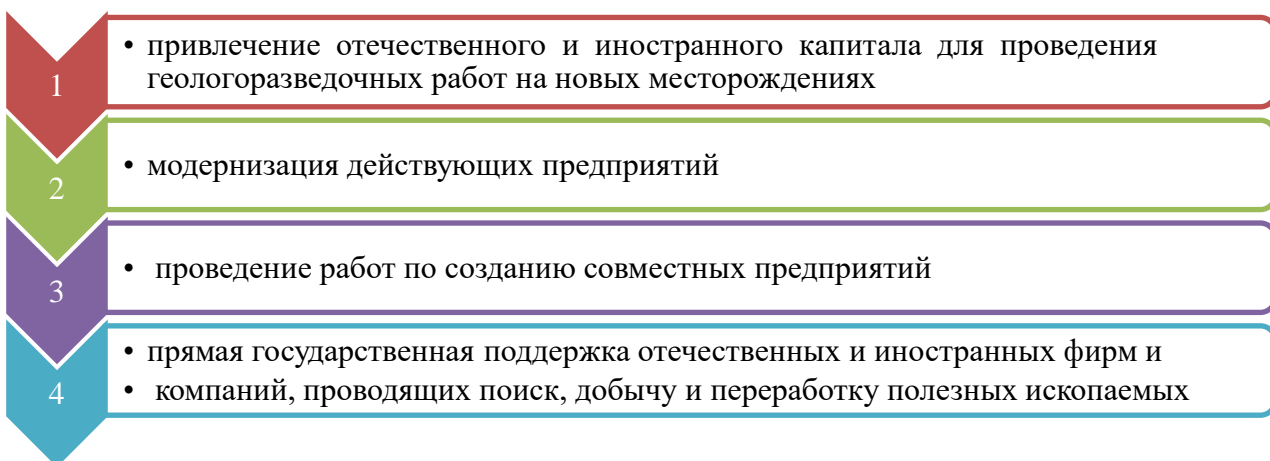 1
• привлечение отечественного и иностранного капитала для проведения
геологоразведочных работ на новых месторождениях
2
• модернизация действующих предприятий
3
• проведение работ по созданию совместных предприятий
4
• прямая государственная поддержка отечественных и иностранных фирм и
• компаний, проводящих поиск, добычу и переработку полезных ископаемых